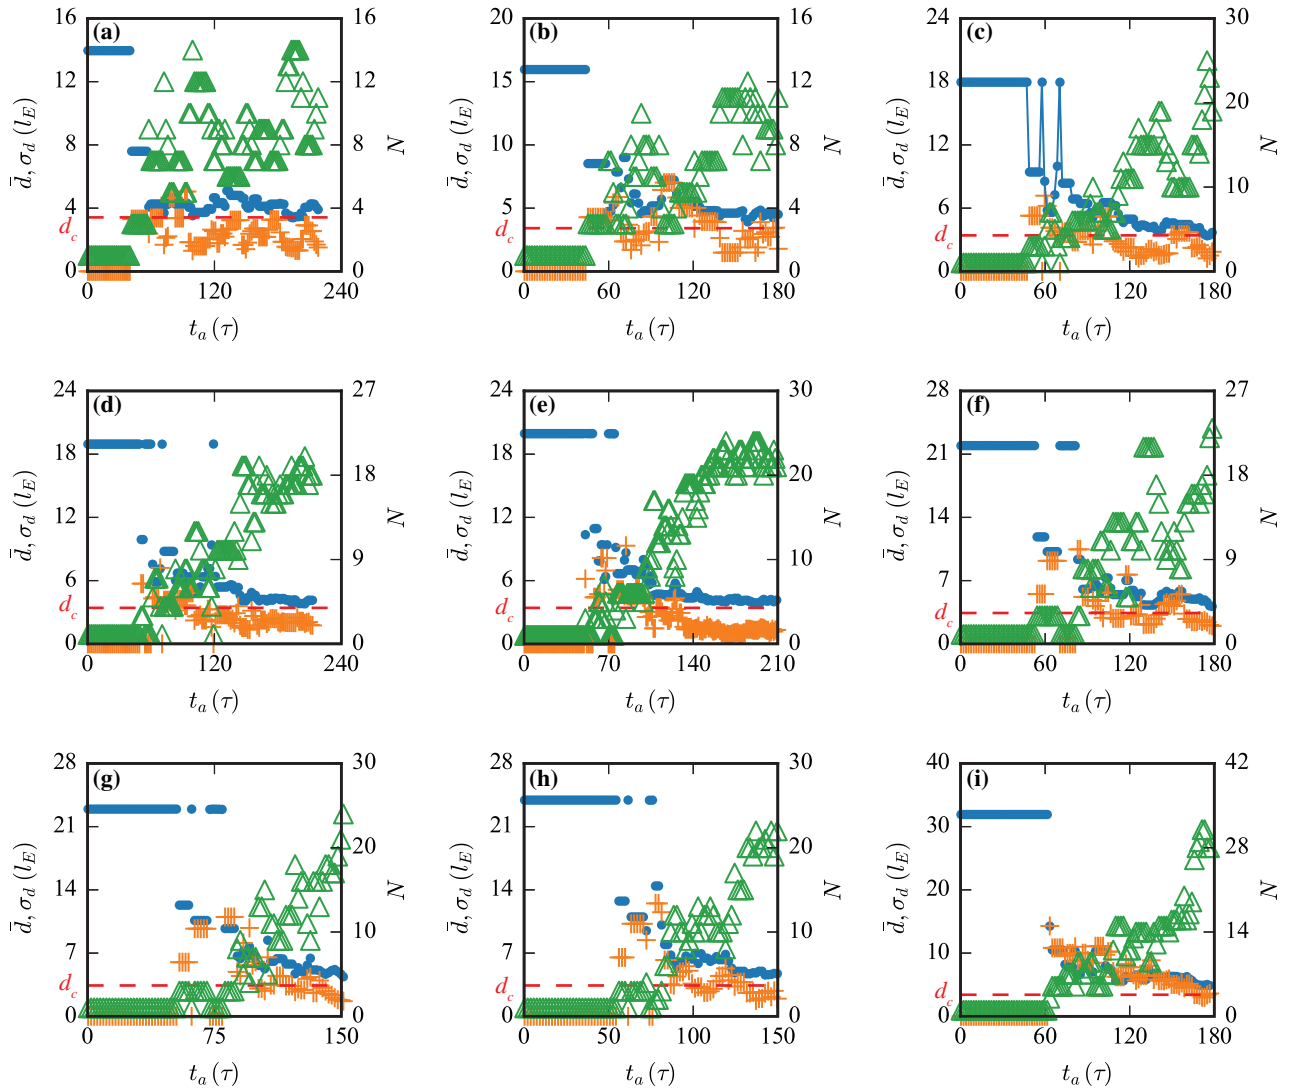 (a)
16 12 8 4 0
16 12 8 4 0
0 120 240
d̄, σ_d (l_E)
N
d_c
t_a (τ)
(b)
20 15 10 5 0
16 12 8 4 0
0 60 120 180
d̄, σ_d (l_E)
N
d_c
t_a (τ)
(c)
24 18 12 6 0
30 20 10 0
0 60 120 180
d̄, σ_d (l_E)
N
d_c
t_a (τ)
(d)
24 18 12 6 0
27 18 9 0
0 120 240
d̄, σ_d (l_E)
N
d_c
t_a (τ)
(e)
24 18 12 6 0
30 20 10 0
0 70 140 210
d̄, σ_d (l_E)
N
d_c
t_a (τ)
(f)
28 21 14 7 0
27 18 9 0
0 60 120 180
d̄, σ_d (l_E)
N
d_c
t_a (τ)
(g)
28 21 14 7 0
30 20 10 0
0 75 150
d̄, σ_d (l_E)
N
d_c
t_a (τ)
(h)
28 21 14 7 0
30 20 10 0
0 50 100 150
d̄, σ_d (l_E)
N
d_c
t_a (τ)
(i)
40 30 20 10 0
42 28 14 0
0 60 120 180
d̄, σ_d (l_E)
N
d_c
t_a (τ)